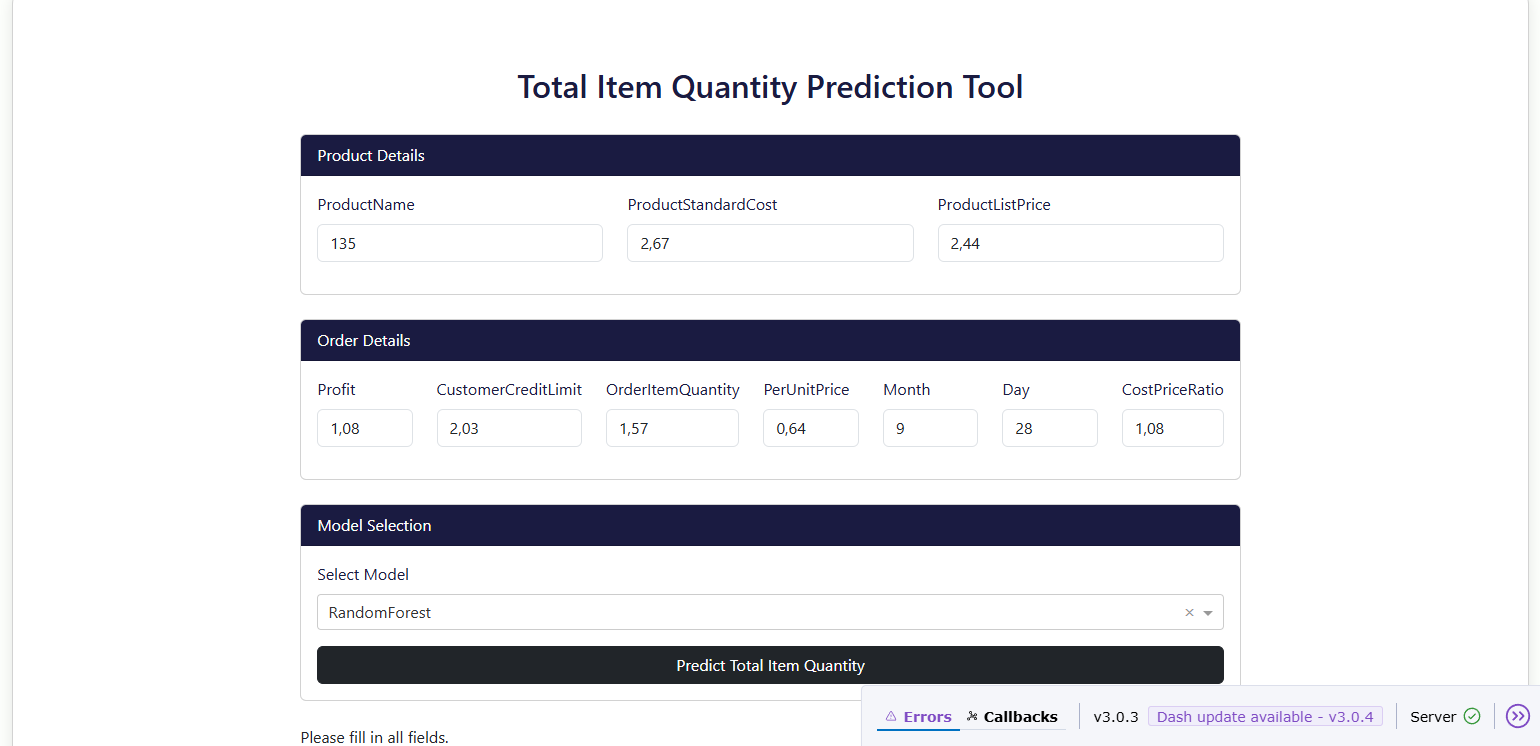 Total Item Quantity Prediction Tool
Product Details
ProductName ProductStandardCost ProductListPrice
135 2,67 2,44
Order Details
Profit CustomerCreditLimit OrderItemQuantity PerUnitPrice Month Day CostPriceRatio
1,08 2,03 1,57 0,64 9 28 1,08
Model Selection
Select Model
RandomForest
Predict Total Item Quantity
Errors Callbacks v3.0.3 Dash update available - v3.0.4 Server
Please fill in all fields.